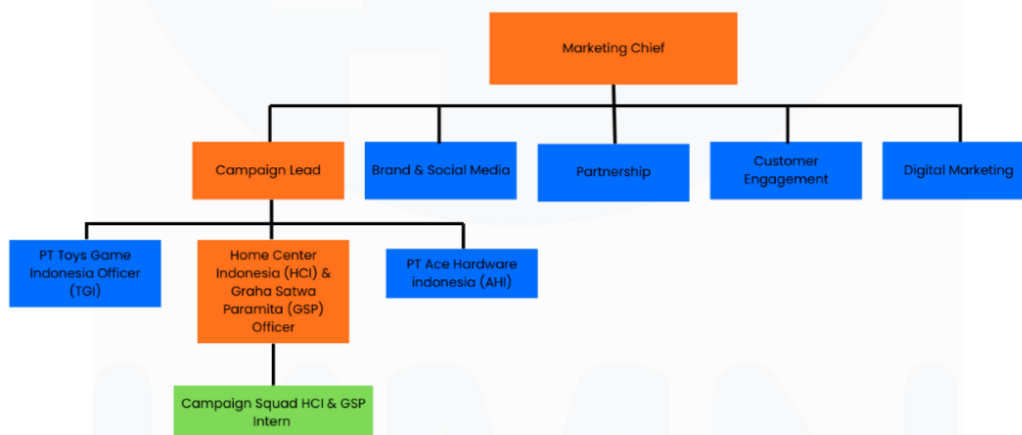 Marketing Chief
Campaign Lead
Brand & Social Media
Partnership
Customer
Engagement
Digital Marketing
PT Toys Game
Indonesia Officer
(TGI)
Home Center
Indonesia (HCI) &
Graha Satwa
Paramita (GSP)
Officer
PT Ace Hardware
indonesia (AHI)
Campaign Squad HCI & GSP
Intern